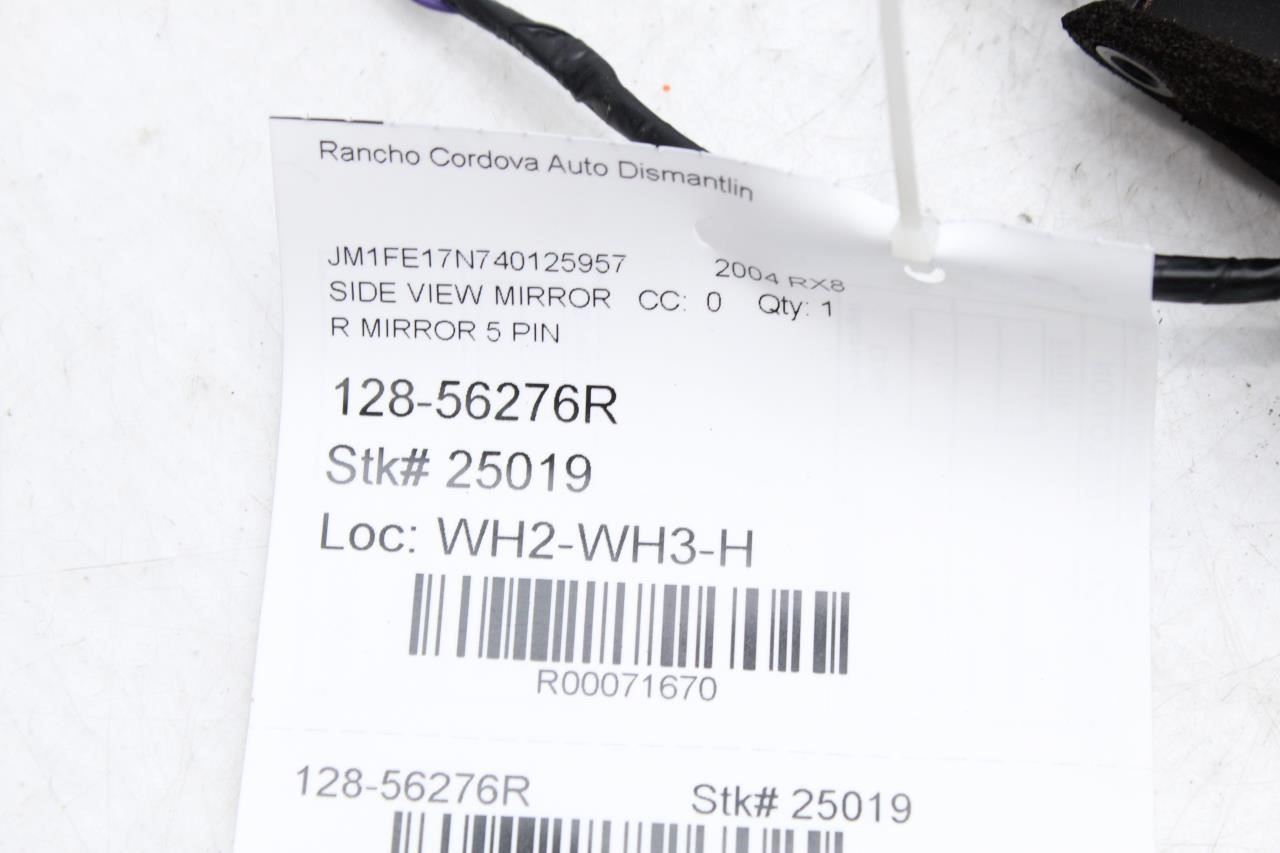 Rancho Cordova Auto Dismantlin
JM1FE17N740125957 2004 RX8
SIDE VIEW MIRROR CC: 0 Qty: 1
R MIRROR 5 PIN
128-56276R
Stk# 25019
Loc: WH2-WH3-H
R00071670
128-56276R Stk# 25019